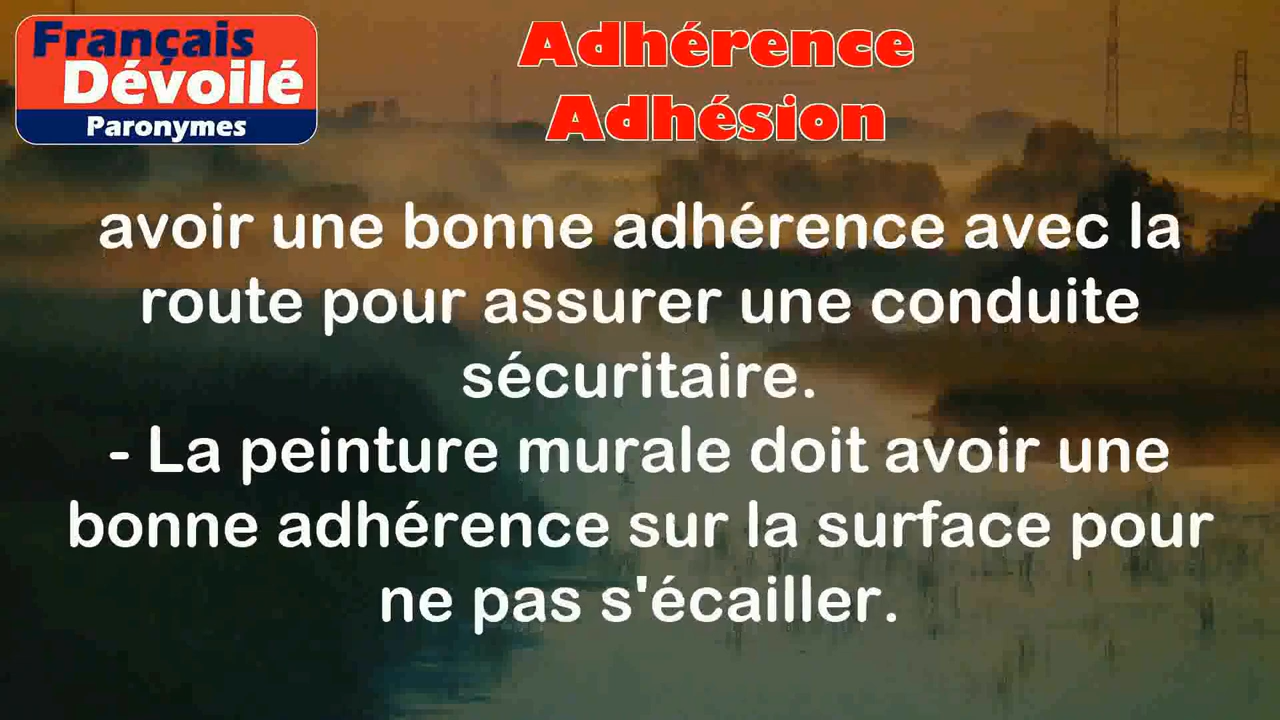 Français
Dévoilé
Paronymes
Adhérence
Adhésion
avoir une bonne adhérence avec la
route pour assurer une conduite
sécuritaire.
- La peinture murale doit avoir une
bonne adhérence sur la surface pour
ne pas s'écailler.